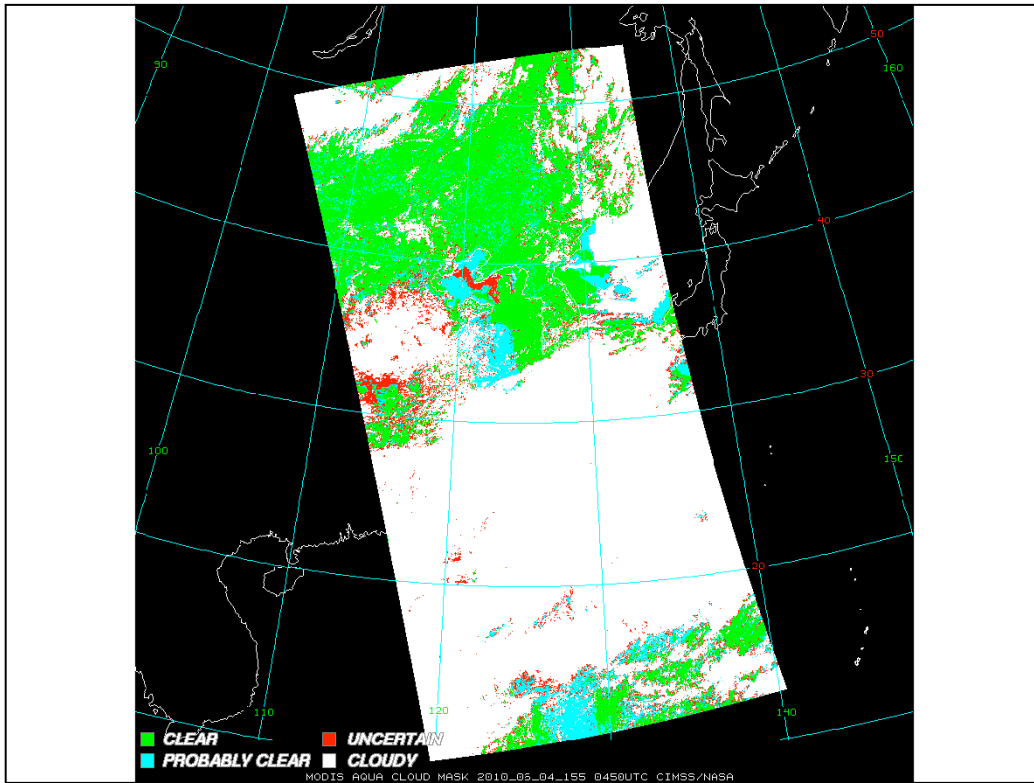 50
90
160
40
30
100
150
20
120
110
140
CLEAR
UNCERTAIN
PROBABLY CLEAR
CLOUDY
MODIS AQUA CLOUD MASK 2010_06_04_155 0450UTC CIMSS/NASA